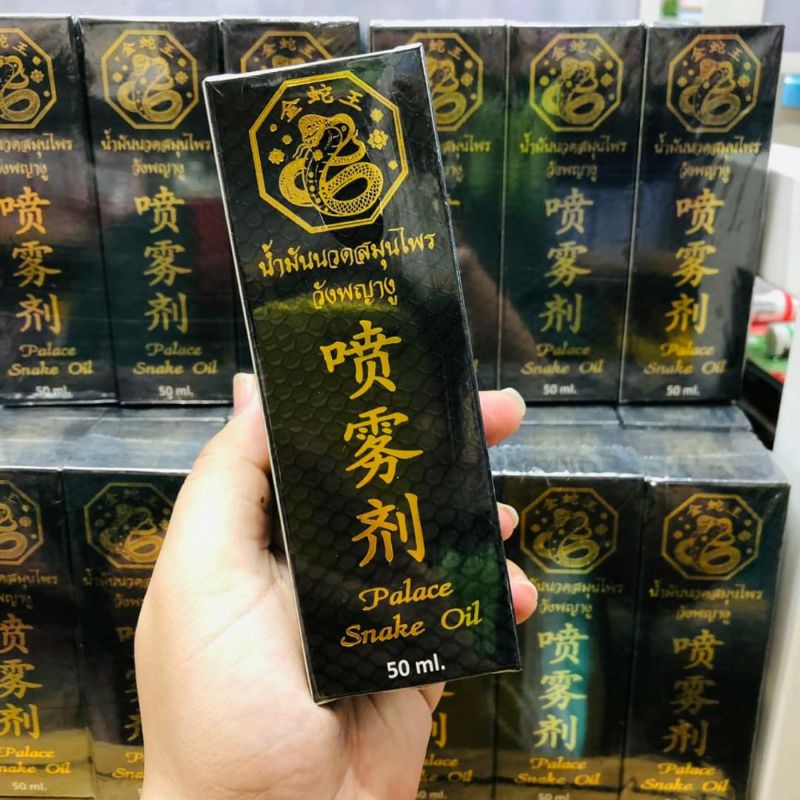 金蛇王
น้ำมันนวดสมุนไพร
วังพญางู
喷雾剂
Palace
Snake Oil
50 ml.